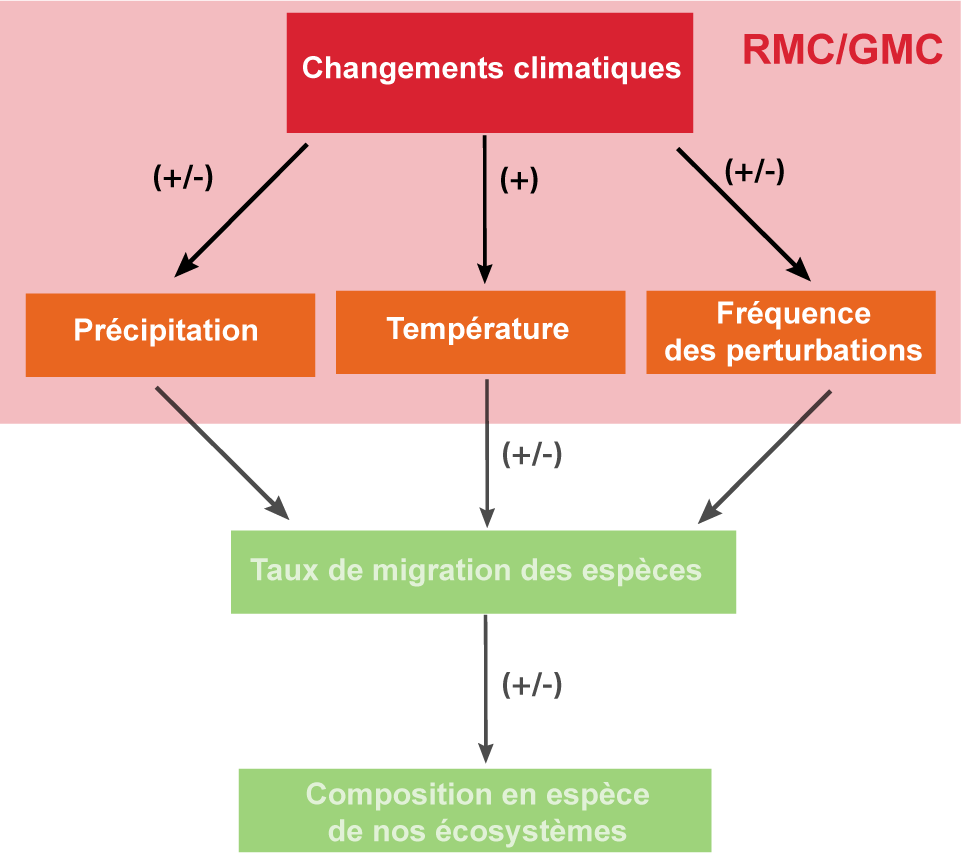 RMC/GMC
Changements climatiques
(+/-)
(+)
(+/-)
Précipitation
Température
Fréquence
des perturbations
(+/-)
Taux de migration des espèces
(+/-)
Composition en espèce
de nos écosystèmes